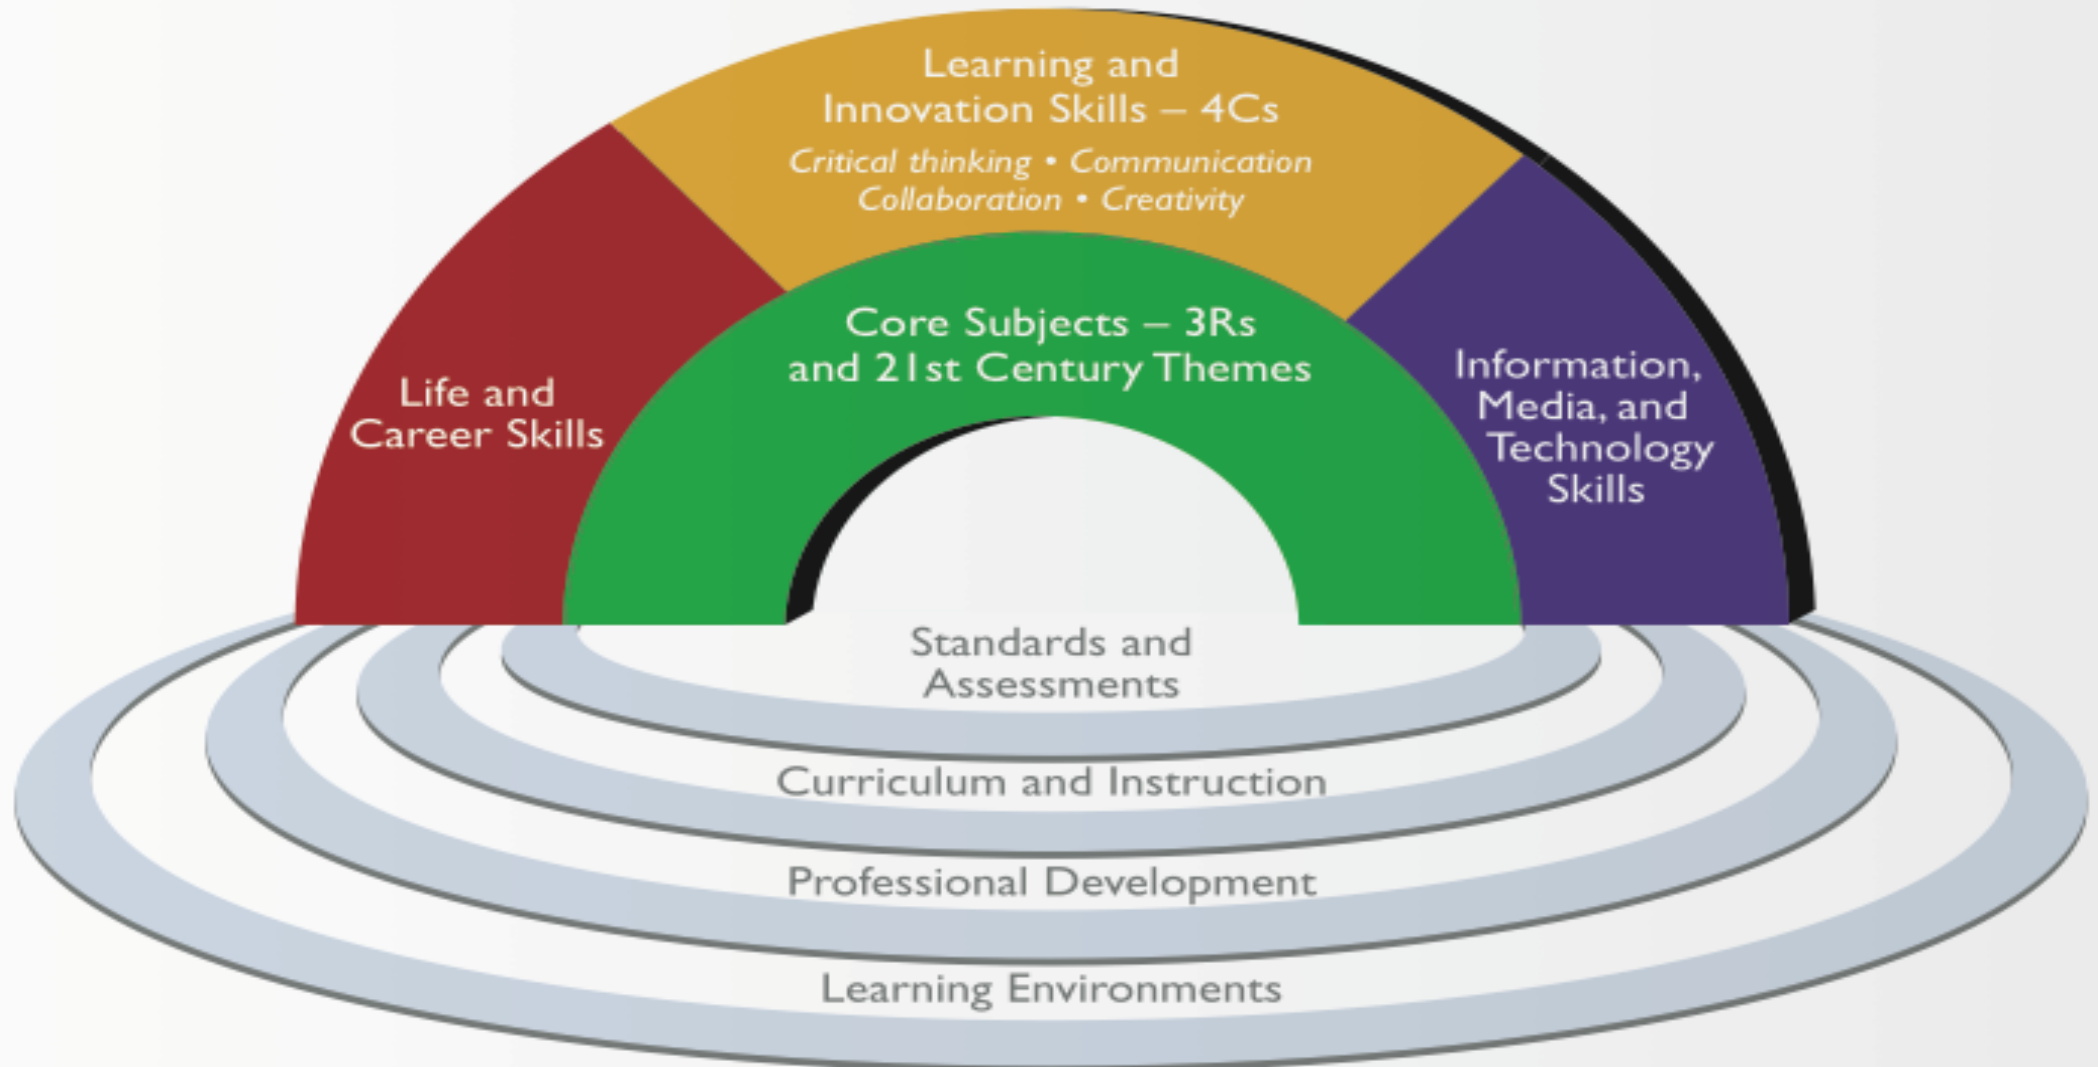 Learning and
Innovation Skills – 4Cs
Critical thinking • Communication
Collaboration • Creativity
Core Subjects – 3Rs
and 21st Century Themes
Life and
Career Skills
Information,
Media, and
Technology
Skills
Standards and
Assessments
Curriculum and Instruction
Professional Development
Learning Environments